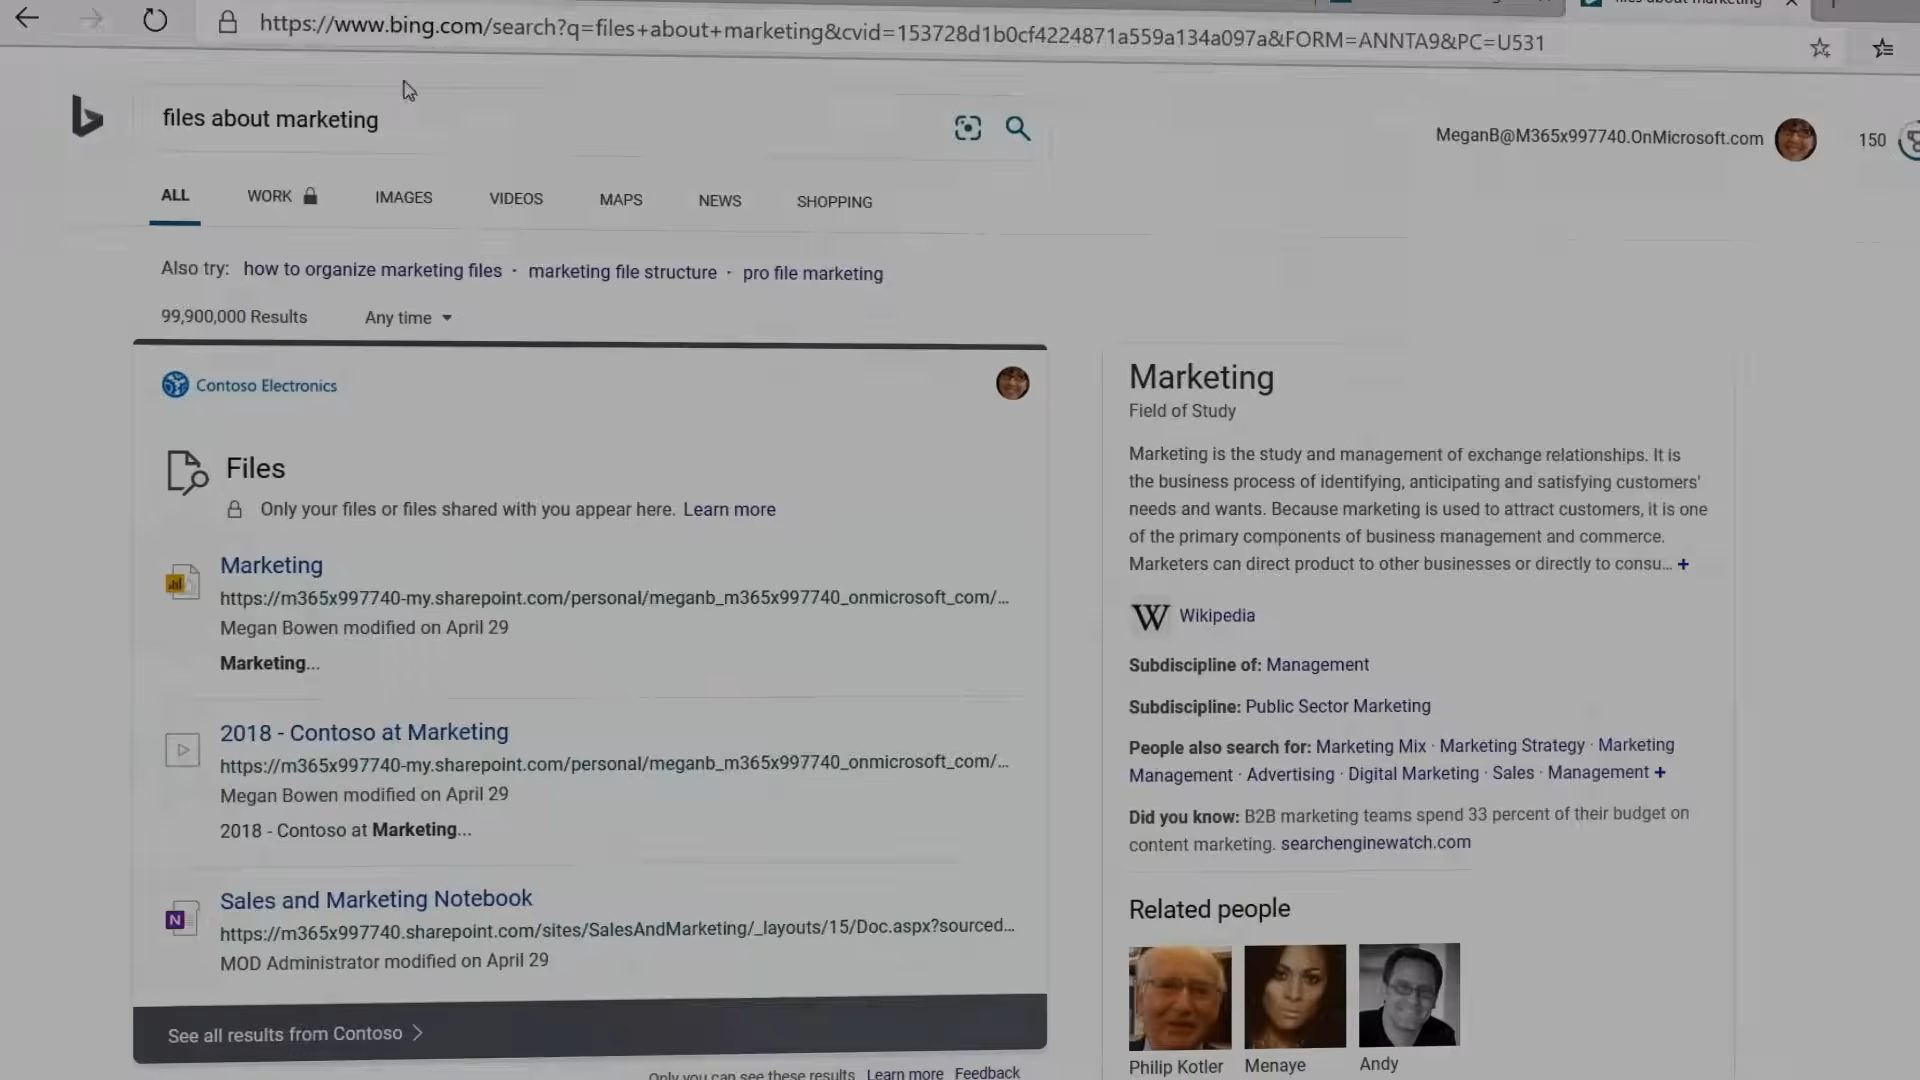 files about marketing
https://www.bing.com/search?q=files+about+marketing&cvid=153728d1b0cf4224871a559a134a097a&FORM=ANNTA9&PC=U531
files about marketing
MeganB@M365x997740.OnMicrosoft.com
150
ALL WORK IMAGES VIDEOS MAPS NEWS SHOPPING
Also try: how to organize marketing files · marketing file structure · pro file marketing
99,900,000 Results Any time
Contoso Electronics
Files
Only your files or files shared with you appear here. Learn more
Marketing
https://m365x997740-my.sharepoint.com/personal/meganb_m365x997740_onmicrosoft_com/...
Megan Bowen modified on April 29
Marketing...
2018 - Contoso at Marketing
https://m365x997740-my.sharepoint.com/personal/meganb_m365x997740_onmicrosoft_com/...
Megan Bowen modified on April 29
2018 - Contoso at Marketing...
N
Sales and Marketing Notebook
https://m365x997740.sharepoint.com/sites/SalesAndMarketing/_layouts/15/Doc.aspx?sourced...
MOD Administrator modified on April 29
See all results from Contoso >
Only you can see these results Learn more Feedback
Marketing
Field of Study
Marketing is the study and management of exchange relationships. It is
the business process of identifying, anticipating and satisfying customers'
needs and wants. Because marketing is used to attract customers, it is one
of the primary components of business management and commerce.
Marketers can direct product to other businesses or directly to consu... +
W Wikipedia
Subdiscipline of: Management
Subdiscipline: Public Sector Marketing
People also search for: Marketing Mix · Marketing Strategy · Marketing
Management · Advertising · Digital Marketing · Sales · Management +
Did you know: B2B marketing teams spend 33 percent of their budget on
content marketing. searchenginewatch.com
Related people
Philip Kotler Menaye Andy